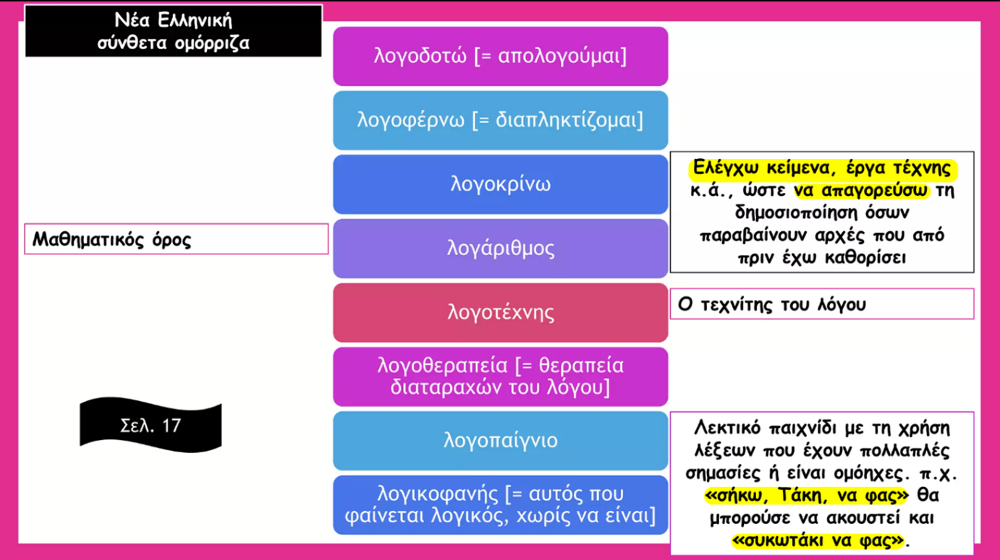 Νέα Ελληνική
σύνθετα ομόρριζα
λογοδοτώ [= απολογούμαι]
λογοφέρνω [= διαπληκτίζομαι]
λογοκρίνω
Ελέγχω κείμενα, έργα τέχνης
κ.ά., ώστε να απαγορεύσω τη
δημοσιοποίηση όσων
παραβαίνουν αρχές που από
πριν έχω καθορίσει
Μαθηματικός όρος
λογάριθμος
λογοτέχνης
Ο τεχνίτης του λόγου
λογοθεραπεία [= θεραπεία
διαταραχών του λόγου]
Σελ. 17
λογοπαίγνιο
Λεκτικό παιχνίδι με τη χρήση
λέξεων που έχουν πολλαπλές
σημασίες ή είναι ομόηχες. π.χ.
«σήκω, Τάκη, να φας» θα
μπορούσε να ακουστεί και
«συκωτάκι να φας».
λογικοφανής [= αυτός που
φαίνεται λογικός, χωρίς να είναι]